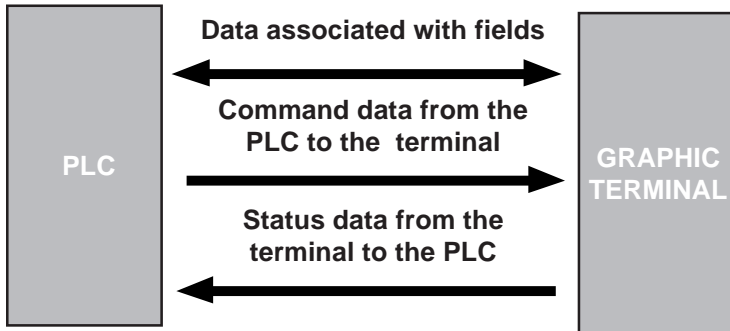 Data associated with fields
Command data from the
PLC to the terminal
PLC
GRAPHIC
TERMINAL
Status data from the
terminal to the PLC